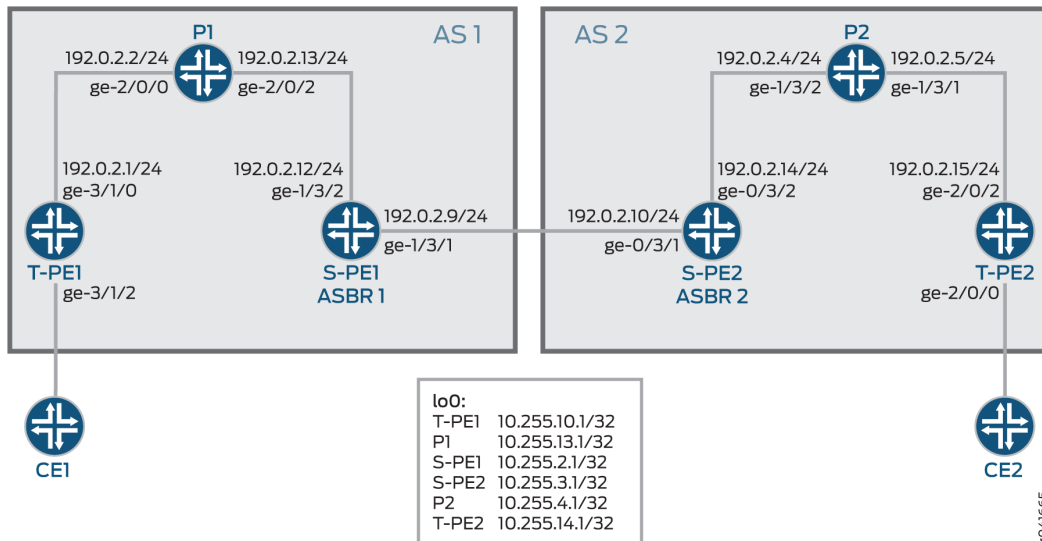 P1
AS 1
AS 2
P2
192.0.2.2/24
192.0.2.13/24
192.0.2.4/24
192.0.2.5/24
ge-2/0/0
ge-2/0/2
ge-1/3/2
ge-1/3/1
192.0.2.1/24
192.0.2.12/24
192.0.2.14/24
192.0.2.15/24
ge-3/1/0
ge-1/3/2
ge-0/3/2
ge-2/0/2
192.0.2.9/24
192.0.2.10/24
ge-1/3/1
ge-0/3/1
T-PE1
S-PE1
S-PE2
T-PE2
ge-3/1/2
ASBR 1
ASBR 2
ge-2/0/0
lo0:
T-PE1 10.255.10.1/32
P1 10.255.13.1/32
S-PE1 10.255.2.1/32
S-PE2 10.255.3.1/32
P2 10.255.4.1/32
T-PE2 10.255.14.1/32
CE1
CE2